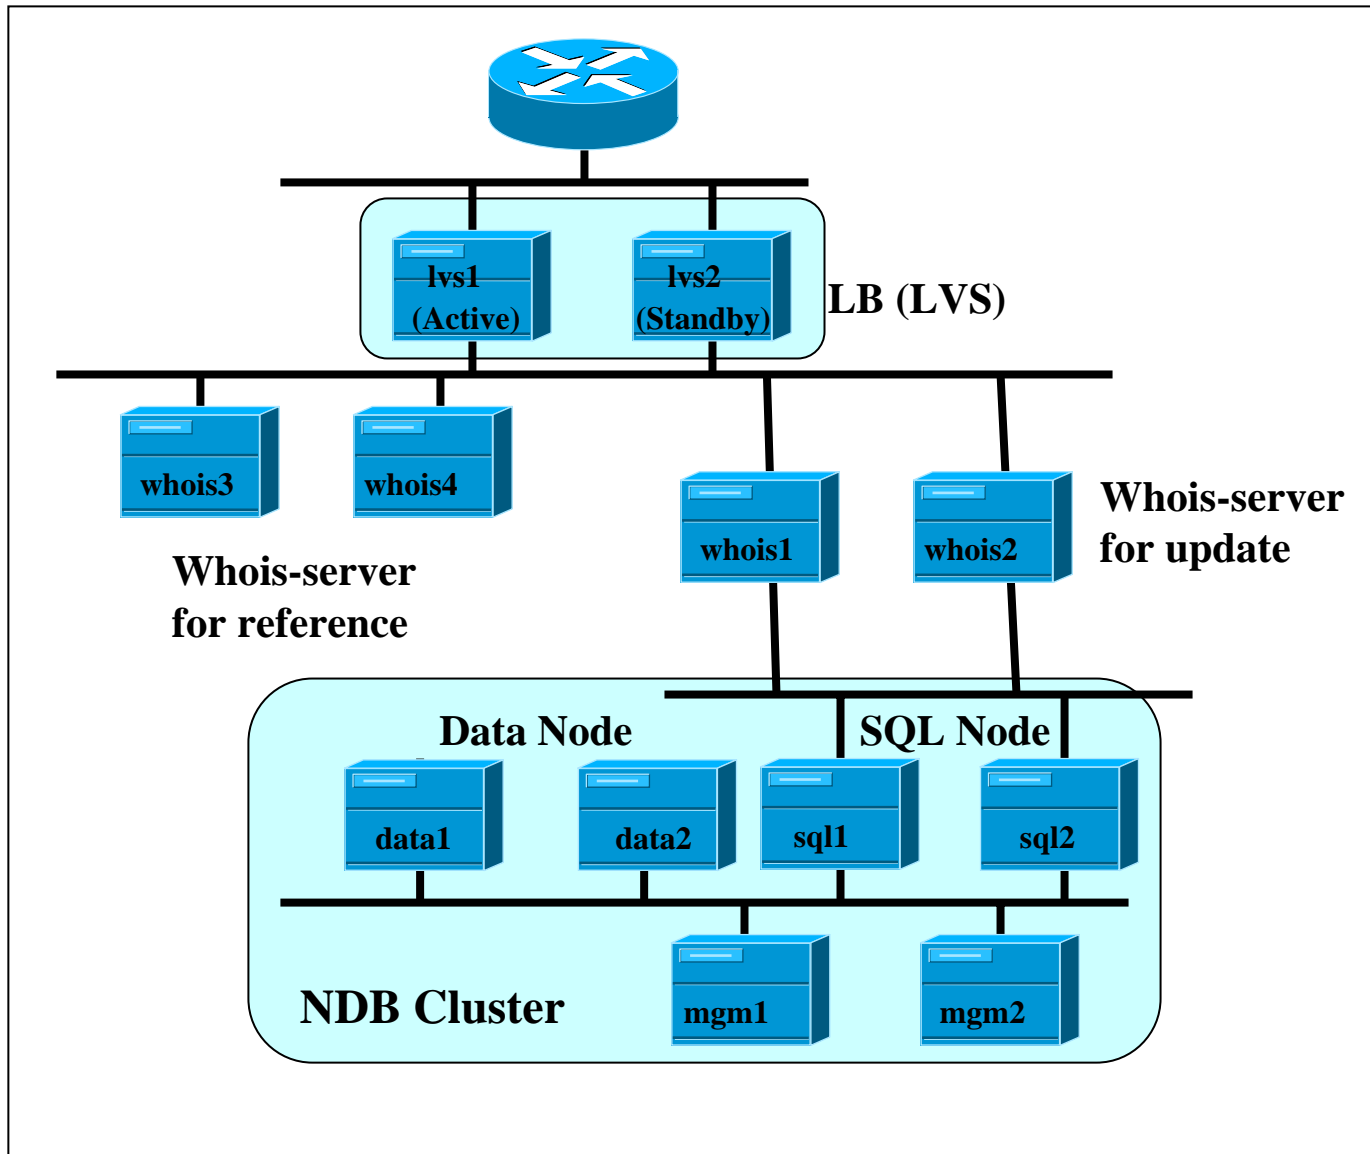 lvs1
(Active)
lvs2
(Standby)
LB (LVS)
whois3
whois4
whois1
whois2
Whois-server
for update
Whois-server
for reference
Data Node
SQL Node
data1
data2
sql1
sql2
NDB Cluster
mgm1
mgm2